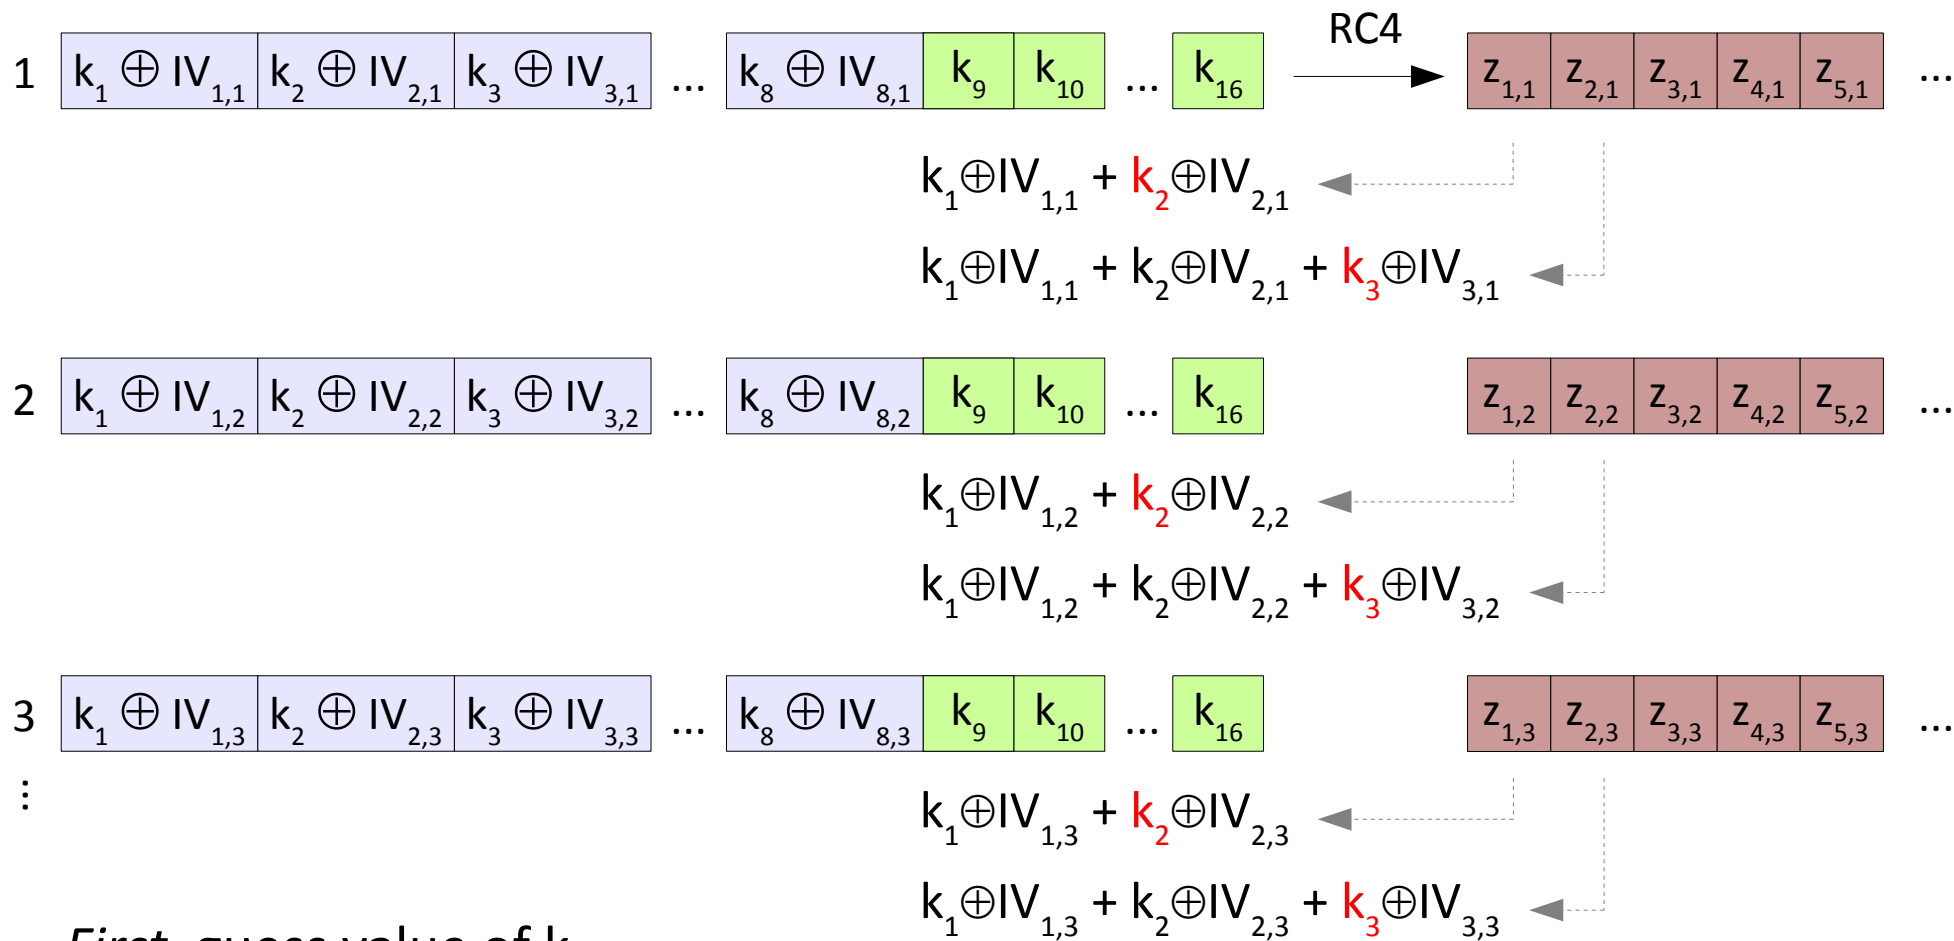 RC4
1 k₁ ⊕ IV₁,₁ k₂ ⊕ IV₂,₁ k₃ ⊕ IV₃,₁ ... k₈ ⊕ IV₈,₁ k₉ k₁₀ ... k₁₆ z₁,₁ z₂,₁ z₃,₁ z₄,₁ z₅,₁ ...
k₁⊕IV₁,₁ + k₂⊕IV₂,₁
k₁⊕IV₁,₁ + k₂⊕IV₂,₁ + k₃⊕IV₃,₁
2 k₁ ⊕ IV₁,₂ k₂ ⊕ IV₂,₂ k₃ ⊕ IV₃,₂ ... k₈ ⊕ IV₈,₂ k₉ k₁₀ ... k₁₆ z₁,₂ z₂,₂ z₃,₂ z₄,₂ z₅,₂ ...
k₁⊕IV₁,₂ + k₂⊕IV₂,₂
k₁⊕IV₁,₂ + k₂⊕IV₂,₂ + k₃⊕IV₃,₂
3 k₁ ⊕ IV₁,₃ k₂ ⊕ IV₂,₃ k₃ ⊕ IV₃,₃ ... k₈ ⊕ IV₈,₃ k₉ k₁₀ ... k₁₆ z₁,₃ z₂,₃ z₃,₃ z₄,₃ z₅,₃ ...
⋮
k₁⊕IV₁,₃ + k₂⊕IV₂,₃
k₁⊕IV₁,₃ + k₂⊕IV₂,₃ + k₃⊕IV₃,₃
First guess value of k